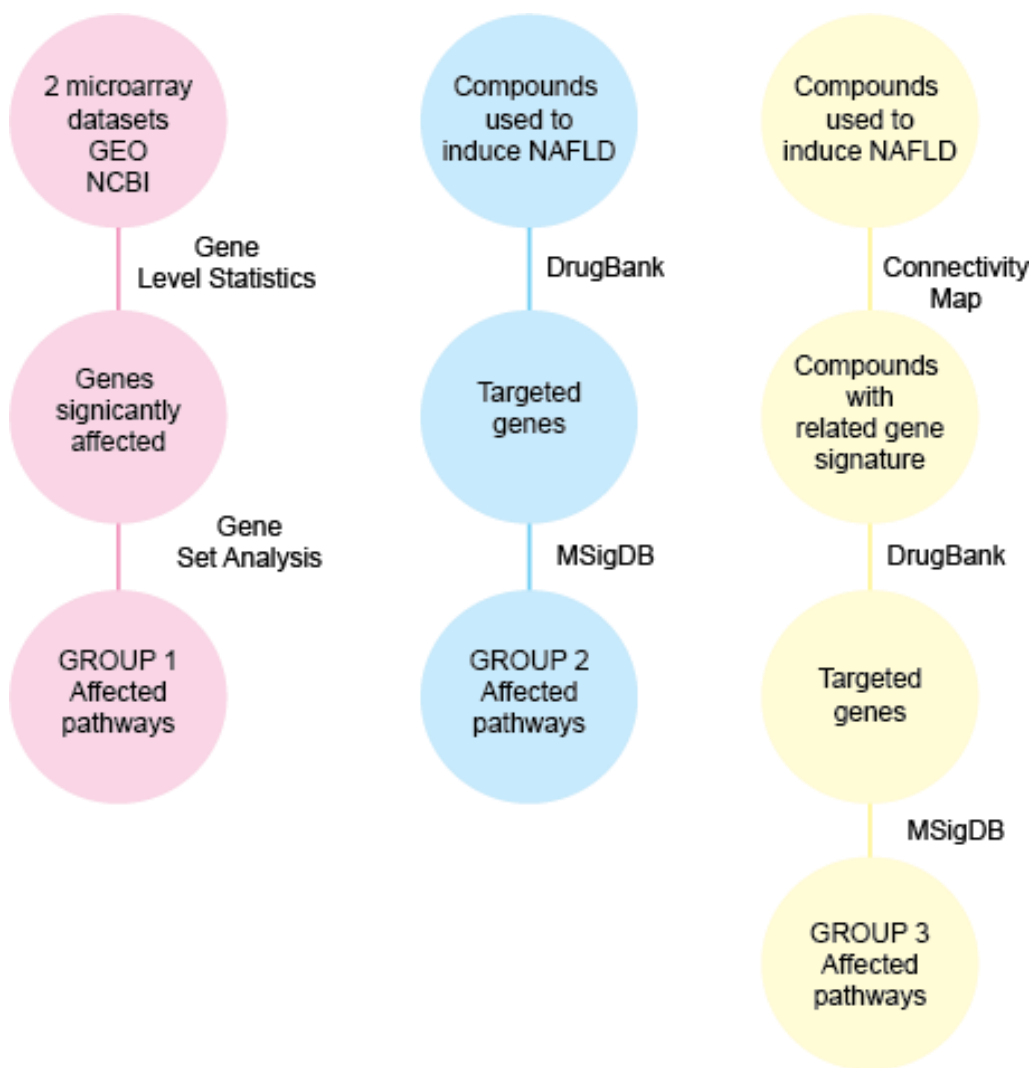 2 microarray
datasets
GEO
NCBI
Gene
Level Statistics
Genes
signicantly
affected
Gene
Set Analysis
GROUP 1
Affected
pathways
Compounds
used to
induce NAFLD
DrugBank
Targeted
genes
MSigDB
GROUP 2
Affected
pathways
Compounds
used to
induce NAFLD
Connectivity
Map
Compounds
with
related gene
signature
DrugBank
Targeted
genes
MSigDB
GROUP 3
Affected
pathways